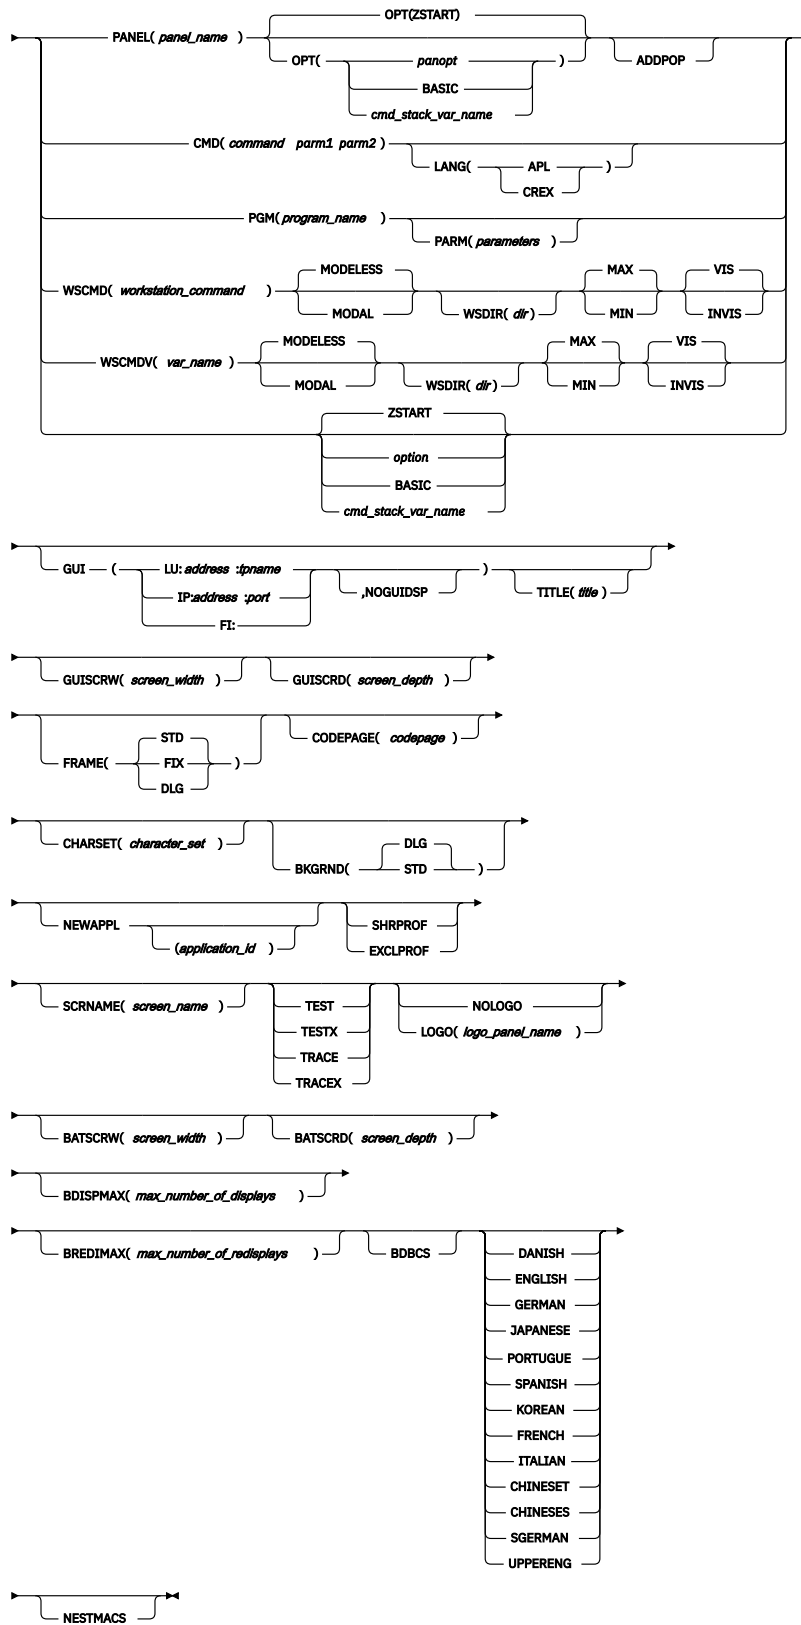 OPT(ZSTART)
PANEL( panel_name )
OPT( panopt ) ADDPOP
BASIC
cmd_stack_var_name
CMD( command parm1 parm2 )
LANG( APL )
CREX
PGM( program_name )
PARM( parameters )
MODELESS MAX VIS
WSCMD( workstation_command )
MODAL WSDIR( dir ) MIN INVIS
MODELESS MAX VIS
WSCMDV( var_name )
MODAL WSDIR( dir ) MIN INVIS
ZSTART
option
BASIC
cmd_stack_var_name
GUI ( LU: address :tpname )
IP:address :port ,NOGUIDSP TITLE( title )
FI:
GUISCRW( screen_width ) GUISCRD( screen_depth )
STD CODEPAGE( codepage )
FRAME( FIX )
DLG
CHARSET( character_set ) DLG
BKGRND( STD )
NEWAPPL SHRPROF
(application_id ) EXCLPROF
SCRNAME( screen_name ) TEST NOLOGO
TESTX LOGO( logo_panel_name )
TRACE
TRACEX
BATSCRW( screen_width ) BATSCRD( screen_depth )
BDISPMAX( max_number_of_displays )
BREDIMAX( max_number_of_redisplays ) BDBCS DANISH
ENGLISH
GERMAN
JAPANESE
PORTUGUE
SPANISH
KOREAN
FRENCH
ITALIAN
CHINESET
CHINESES
SGERMAN
UPPERENG
NESTMACS